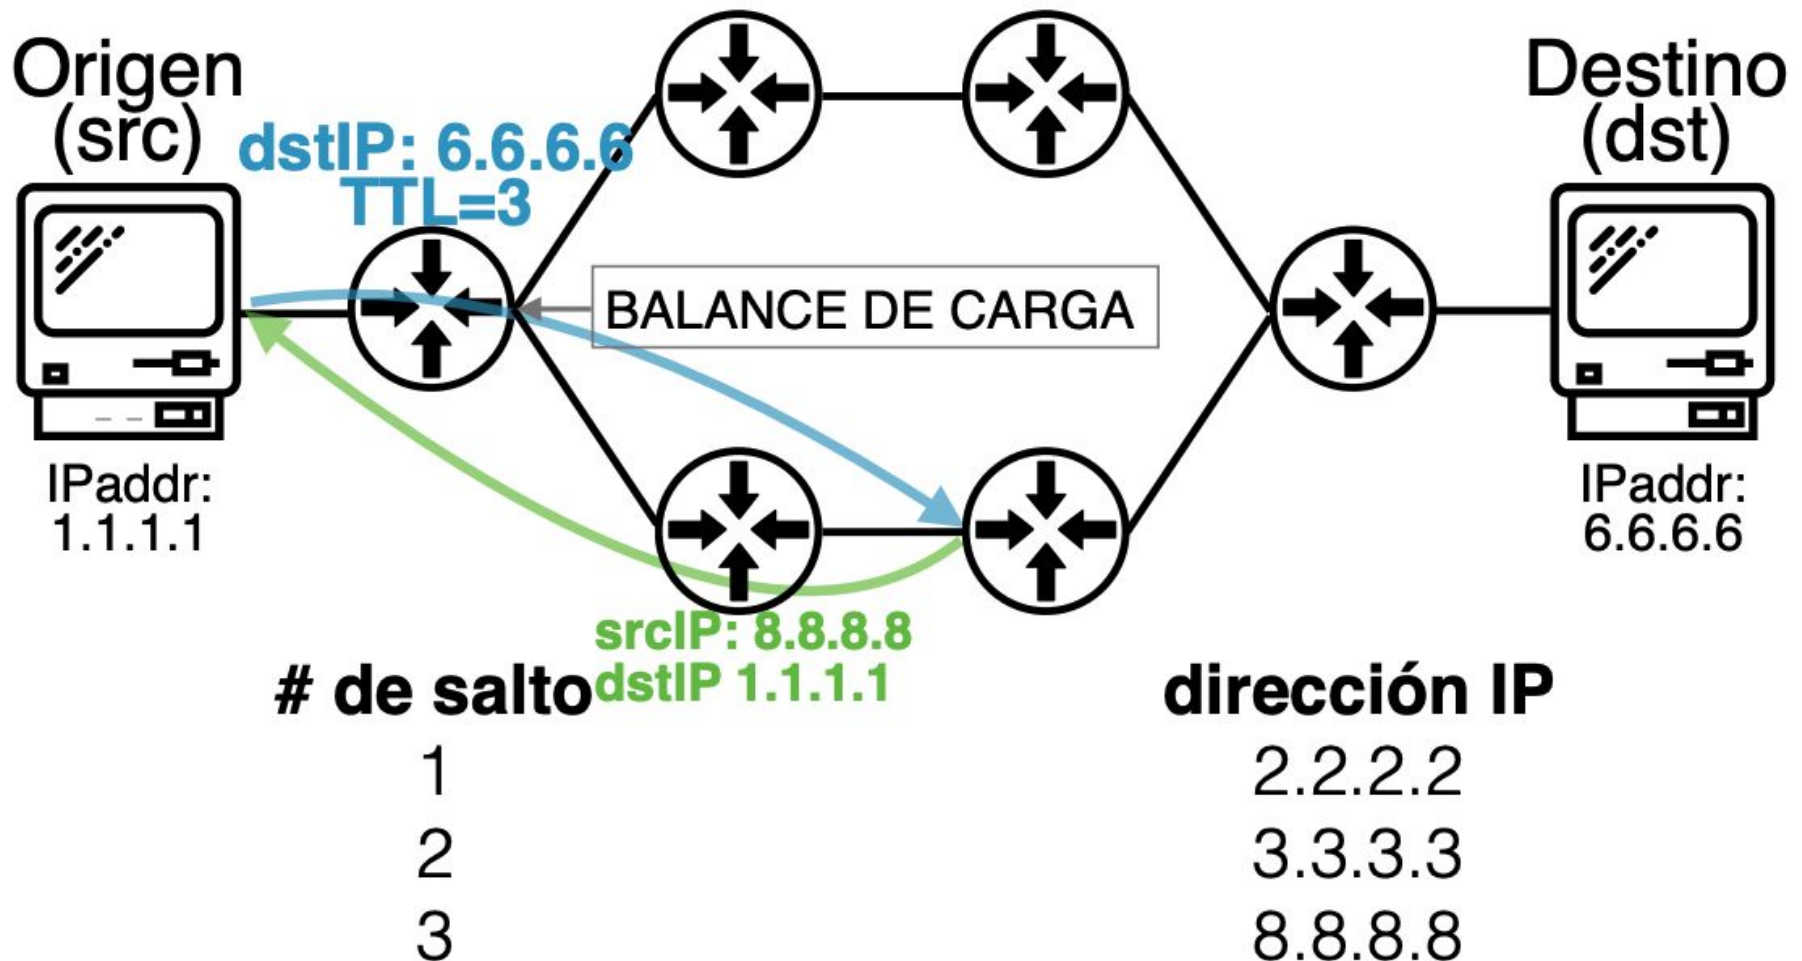 Origen
(src)
dstIP: 6.6.6.6
TTL=3
Destino
(dst)
BALANCE DE CARGA
IPaddr:
1.1.1.1
IPaddr:
6.6.6.6
srcIP: 8.8.8.8
dstIP 1.1.1.1
# de salto dirección IP
1 2.2.2.2
2 3.3.3.3
3 8.8.8.8